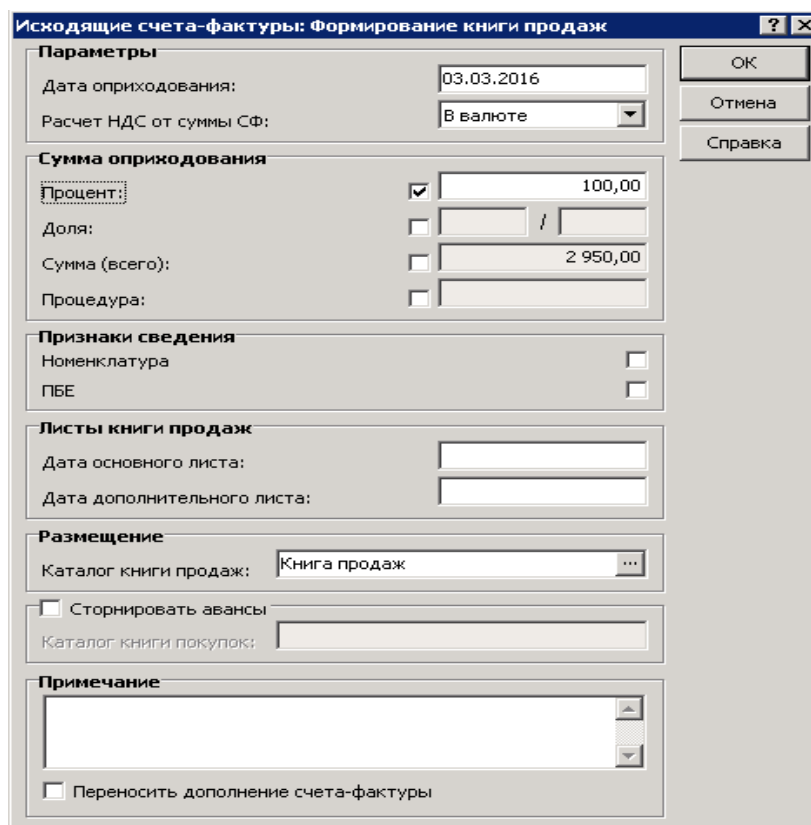 Исходящие счета-фактуры: Формирование книги продаж
Параметры
ОК
Дата оприходования: 03.03.2016
Отмена
Расчет НДС от суммы СФ: В валюте
Справка
Сумма оприходования
Процент: 100,00
Доля: /
Сумма (всего): 2 950,00
Процедура:
Признаки сведения
Номенклатура
ПБЕ
Листы книги продаж
Дата основного листа:
Дата дополнительного листа:
Размещение
Каталог книги продаж: Книга продаж ...
Сторнировать авансы
Каталог книги покупок:
Примечание
Переносить дополнение счета-фактуры